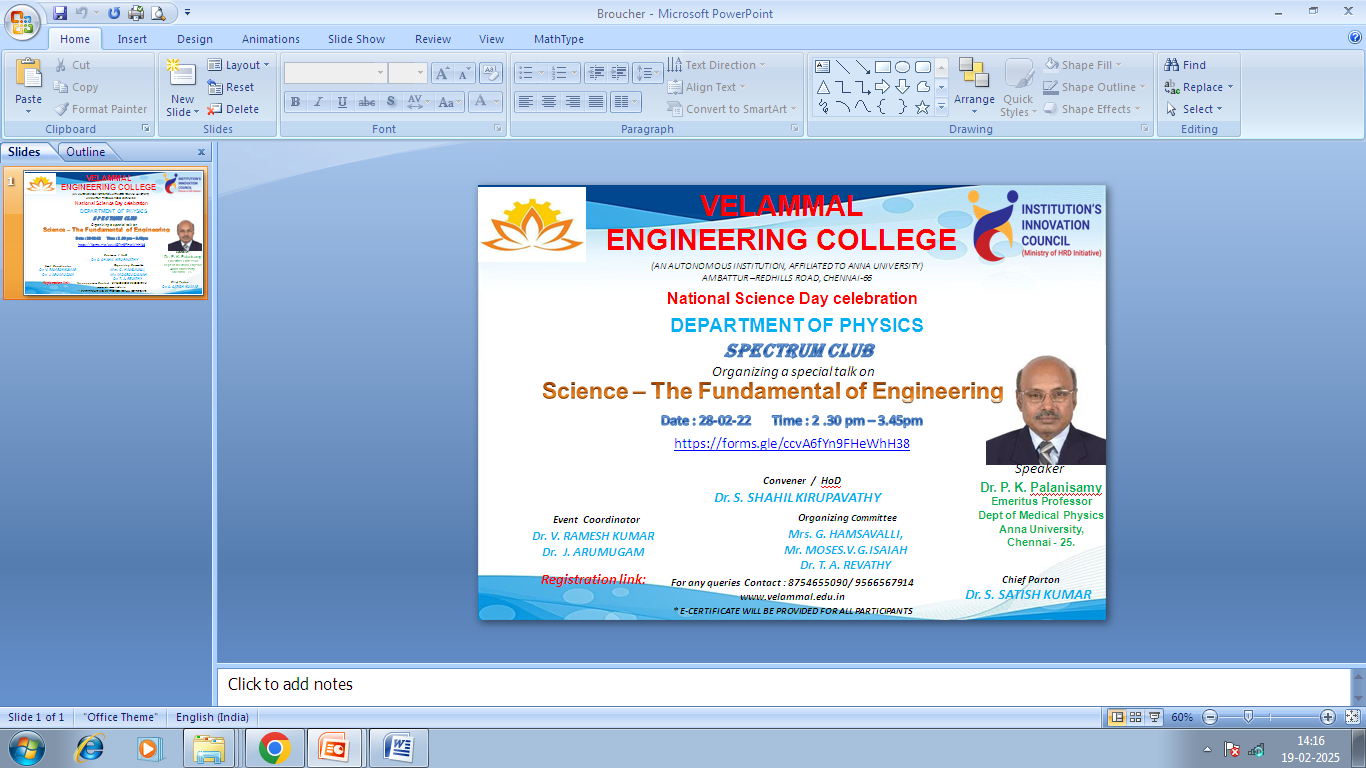 Broucher - Microsoft PowerPoint
Home Insert Design Animations Slide Show Review View MathType
Paste Cut Copy Format Painter
Clipboard
New Slide Layout Reset Delete
Slides
B I U abc S AV Aa A
Font
Text Direction Align Text Convert to SmartArt
Paragraph
Arrange Quick Styles Shape Fill Shape Outline Shape Effects
Drawing
Find Replace Select
Editing
Slides Outline x
1
VELAMMAL
ENGINEERING COLLEGE
INSTITUTION'S
INNOVATION
COUNCIL
(Ministry of HRD Initiative)
(AN AUTONOMOUS INSTITUTION, AFFILIATED TO ANNA UNIVERSITY)
AMBATTUR –REDHILLS ROAD, CHENNAI-66
National Science Day celebration
DEPARTMENT OF PHYSICS
SPECTRUM CLUB
Organizing a special talk on
Science – The Fundamental of Engineering
Date : 28-02-22 Time : 2 .30 pm – 3.45pm
https://forms.gle/ccvA6fYn9FHeWhH38
Speaker
Dr. P. K. Palanisamy
Emeritus Professor
Dept of Medical Physics
Anna University,
Chennai - 25.
Convener / HoD
Dr. S. SHAHIL KIRUPAVATHY
Event Coordinator
Dr. V. RAMESH KUMAR
Dr. J. ARUMUGAM
Organizing Committee
Mrs. G. HAMSAVALLI,
Mr. MOSES.V.G.ISAIAH
Dr. T. A. REVATHY
Registration link:
For any queries Contact : 8754655090/ 9566567914
www.velammal.edu.in
* E-CERTIFICATE WILL BE PROVIDED FOR ALL PARTICIPANTS
Chief Parton
Dr. S. SATISH KUMAR
Click to add notes
Slide 1 of 1 "Office Theme" English (India) 60%
14:16
19-02-2025